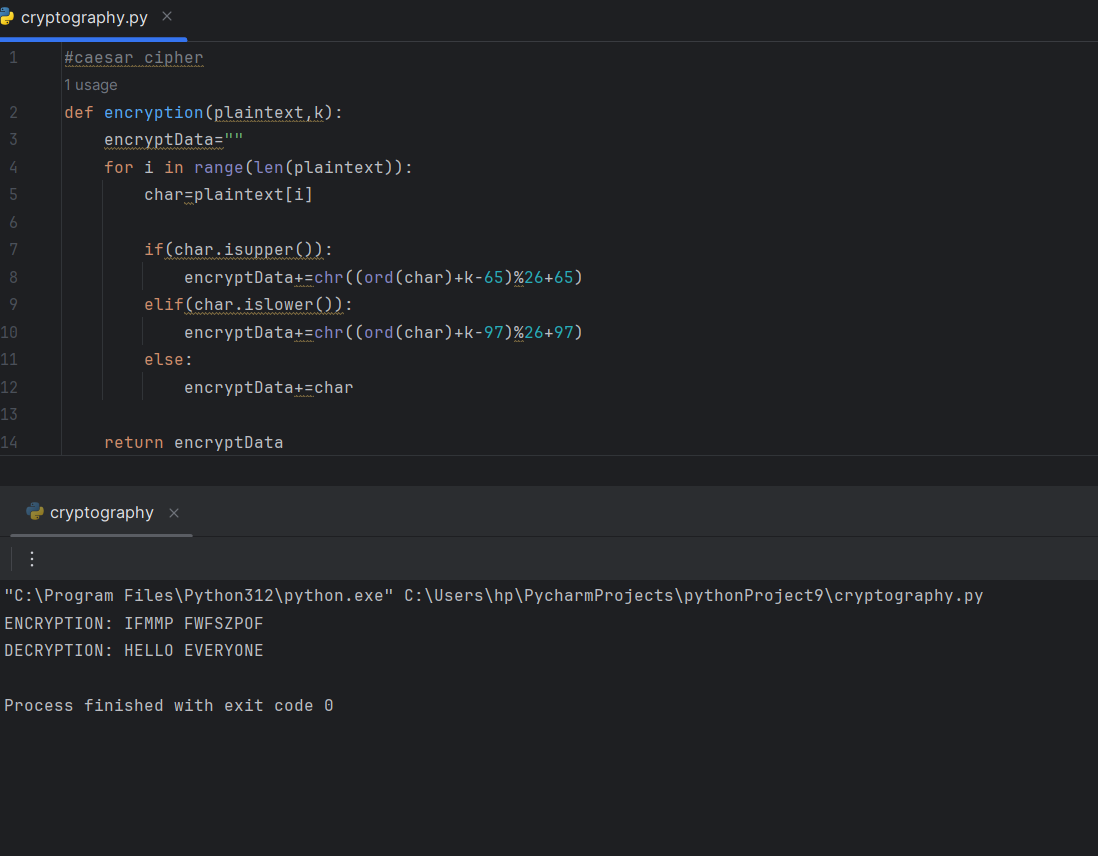 cryptography.py
1 #caesar cipher
1 usage
2 def encryption(plaintext,k):
3     encryptData=""
4     for i in range(len(plaintext)):
5         char=plaintext[i]
6
7         if(char.isupper()):
8             encryptData+=chr((ord(char)+k-65)%26+65)
9         elif(char.islower()):
10             encryptData+=chr((ord(char)+k-97)%26+97)
11         else:
12             encryptData+=char
13
14     return encryptData
cryptography
"C:\Program Files\Python312\python.exe" C:\Users\hp\PycharmProjects\pythonProject9\cryptography.py
ENCRYPTION: IFMMP FWFSZPOF
DECRYPTION: HELLO EVERYONE
Process finished with exit code 0